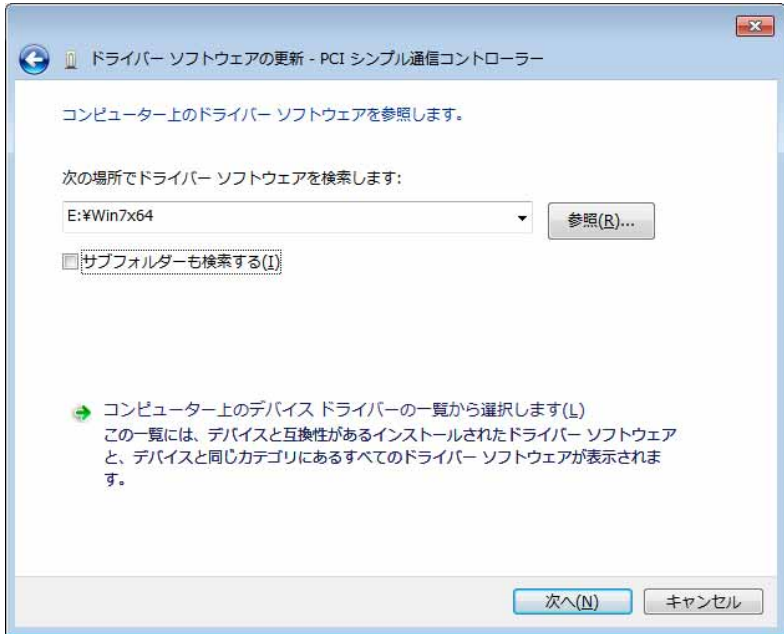 ドライバー ソフトウェアの更新 - PCI シンプル通信コントローラー
コンピューター上のドライバー ソフトウェアを参照します。
次の場所でドライバー ソフトウェアを検索します:
E:¥Win7x64
参照(R)...
サブフォルダーも検索する(I)
コンピューター上のデバイス ドライバーの一覧から選択します(L)
この一覧には、デバイスと互換性があるインストールされたドライバー ソフトウェア
と、デバイスと同じカテゴリにあるすべてのドライバー ソフトウェアが表示されま
す。
次へ(N)
キャンセル